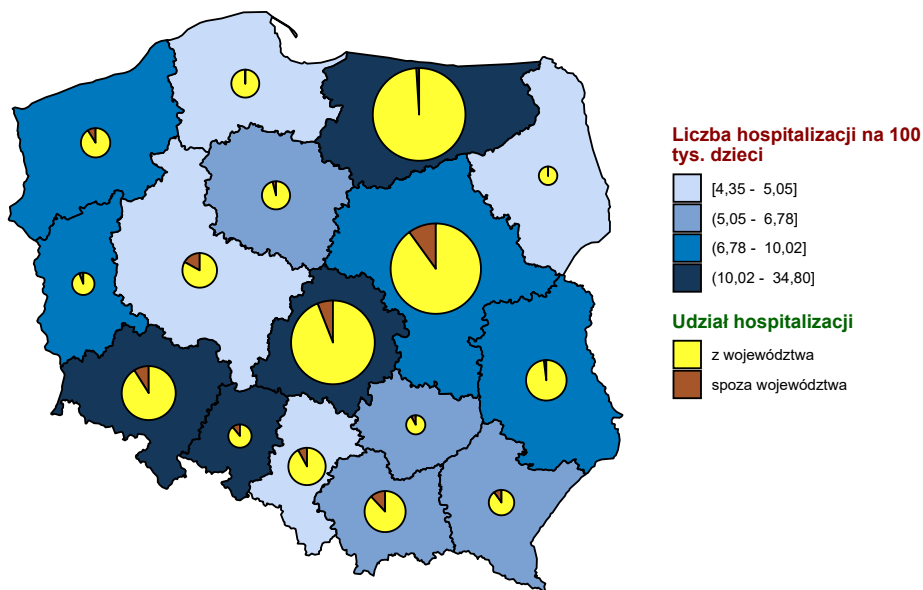 Liczba hospitalizacji na 100
tys. dzieci
[4,35 - 5,05]
(5,05 - 6,78]
(6,78 - 10,02]
(10,02 - 34,80]
Udział hospitalizacji
z województwa
spoza województwa